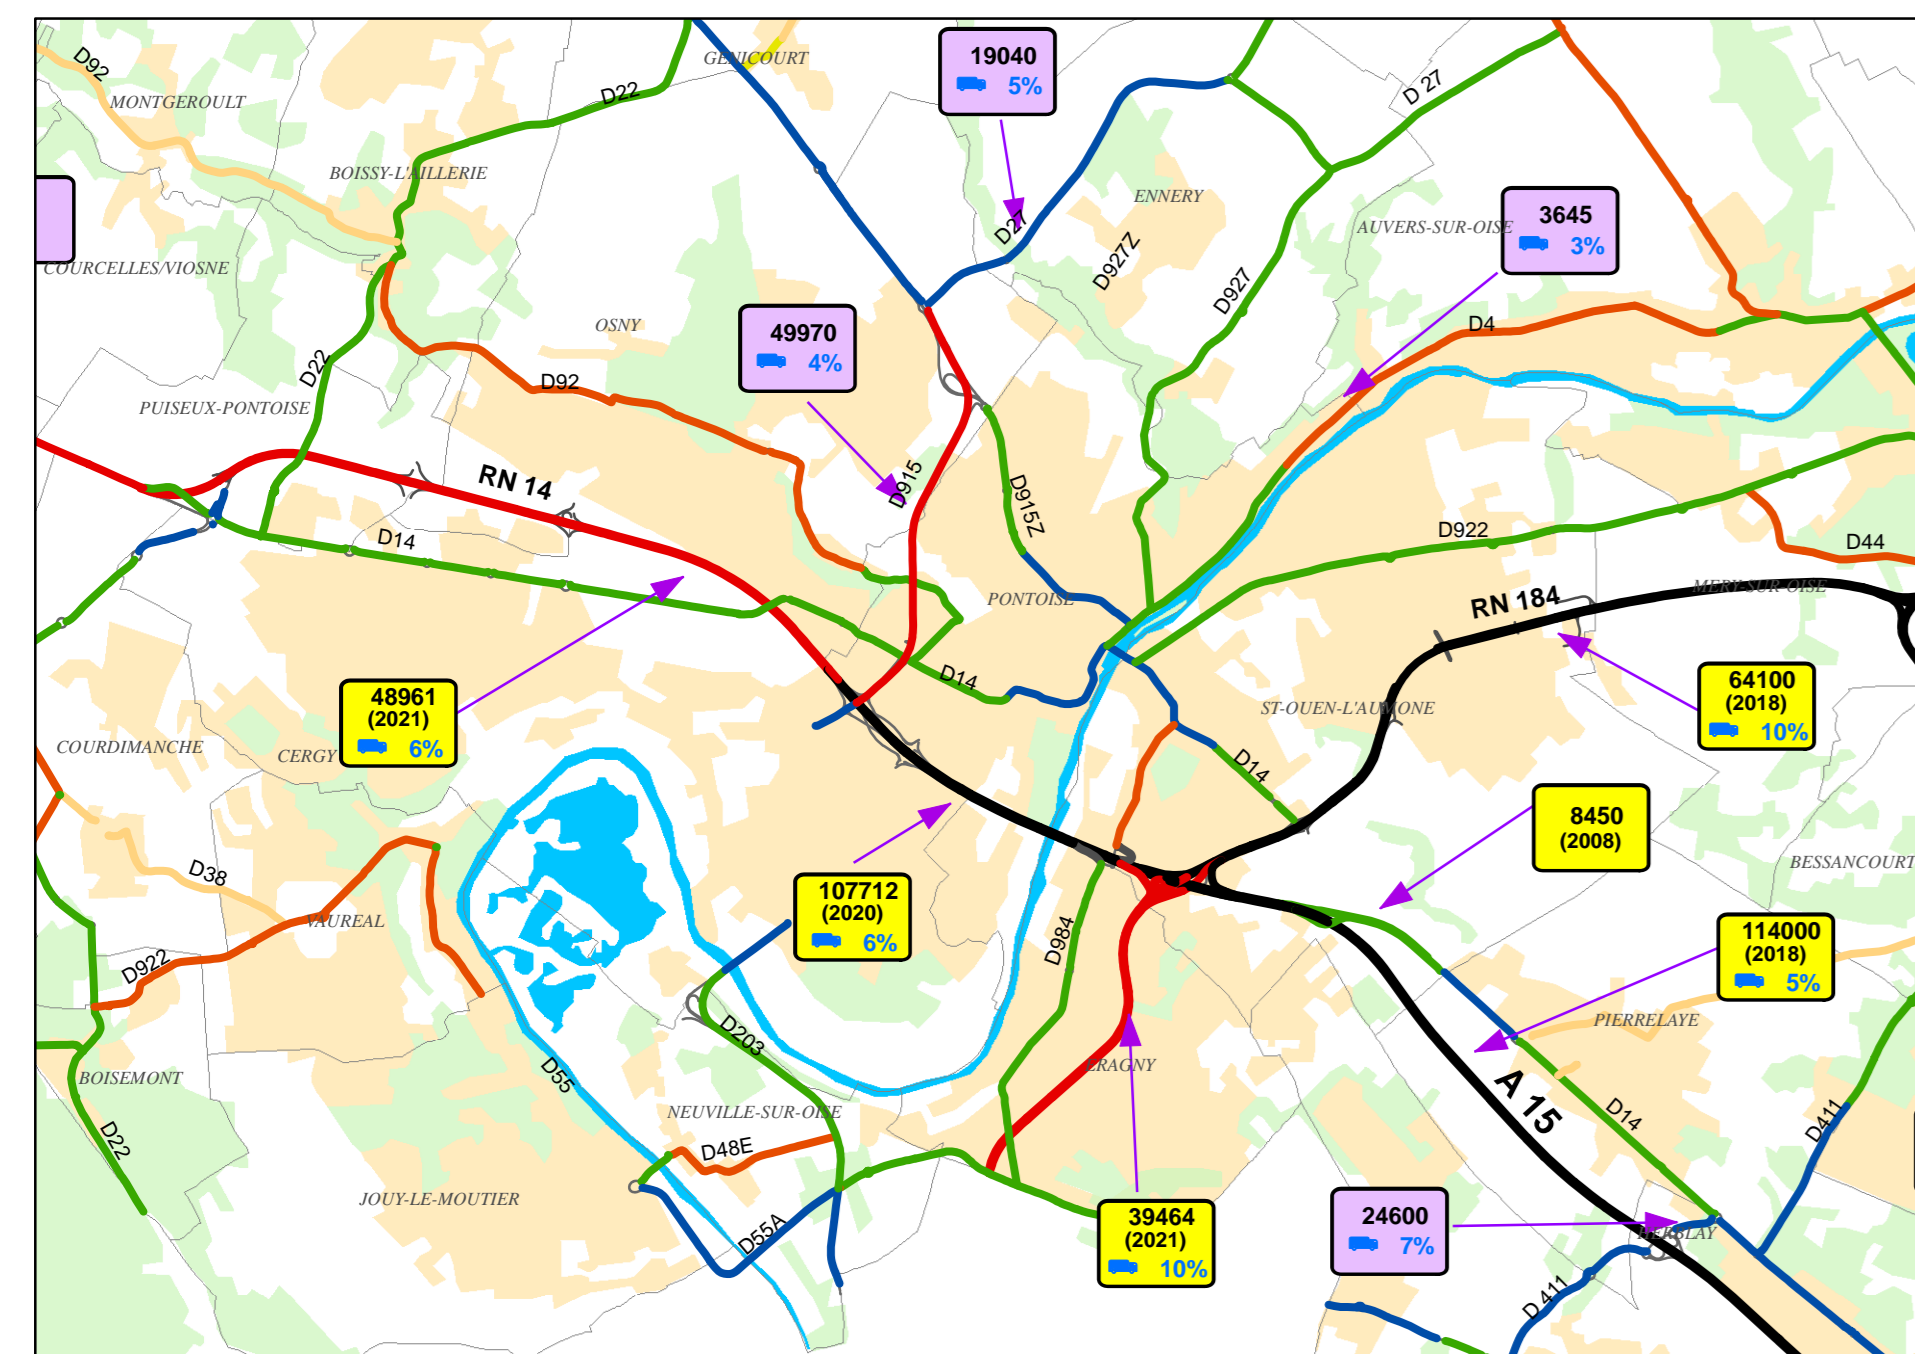 GENICOURT
19040
5%
D92
D22
D 27
MONTGEROULT
BOISSY-L'AILLERIE
ENNERY
3645
3%
AUVERS-SUR-OISE
D27
D927Z
COURCELLES/VIOSNE
D927
OSNY
49970
4%
D4
D22
D92
PUISEUX-PONTOISE
RN 14
D915
D915Z
D14
D922
D44
PONTOISE
RN 184
MERY-SUR-OISE
D14
48961
(2021)
6%
64100
(2018)
10%
ST-OUEN-L'AUMONE
COURDIMANCHE
CERGY
D14
8450
(2008)
BESSANCOURT
D38
107712
(2020)
6%
VAUREAL
D922
D984
114000
(2018)
5%
PIERRELAYE
D203
ERAGNY
BOISEMONT
D55
A 15
D14
D411
NEUVILLE-SUR-OISE
D22
D48E
JOUY-LE-MOUTIER
D55A
39464
(2021)
10%
24600
7%
HERBLAY
D 411